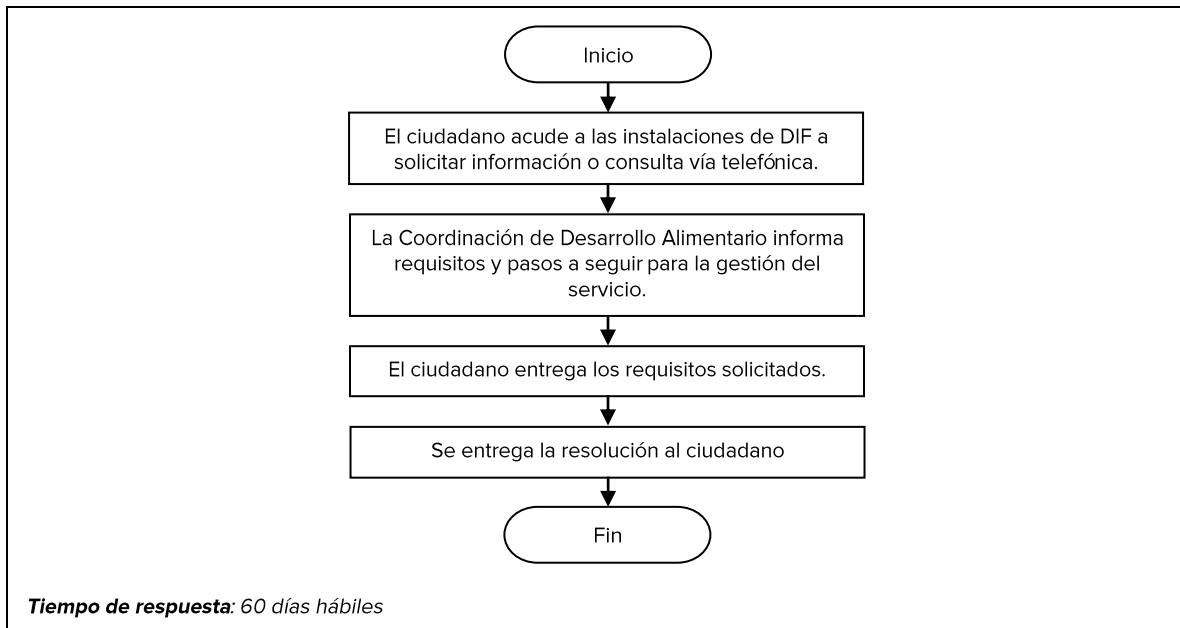 Inicio
El ciudadano acude a las instalaciones de DIF a
solicitar información o consulta vía telefónica.
La Coordinación de Desarrollo Alimentario informa
requisitos y pasos a seguir para la gestión del
servicio.
El ciudadano entrega los requisitos solicitados.
Se entrega la resolución al ciudadano
Fin
Tiempo de respuesta: 60 días hábiles